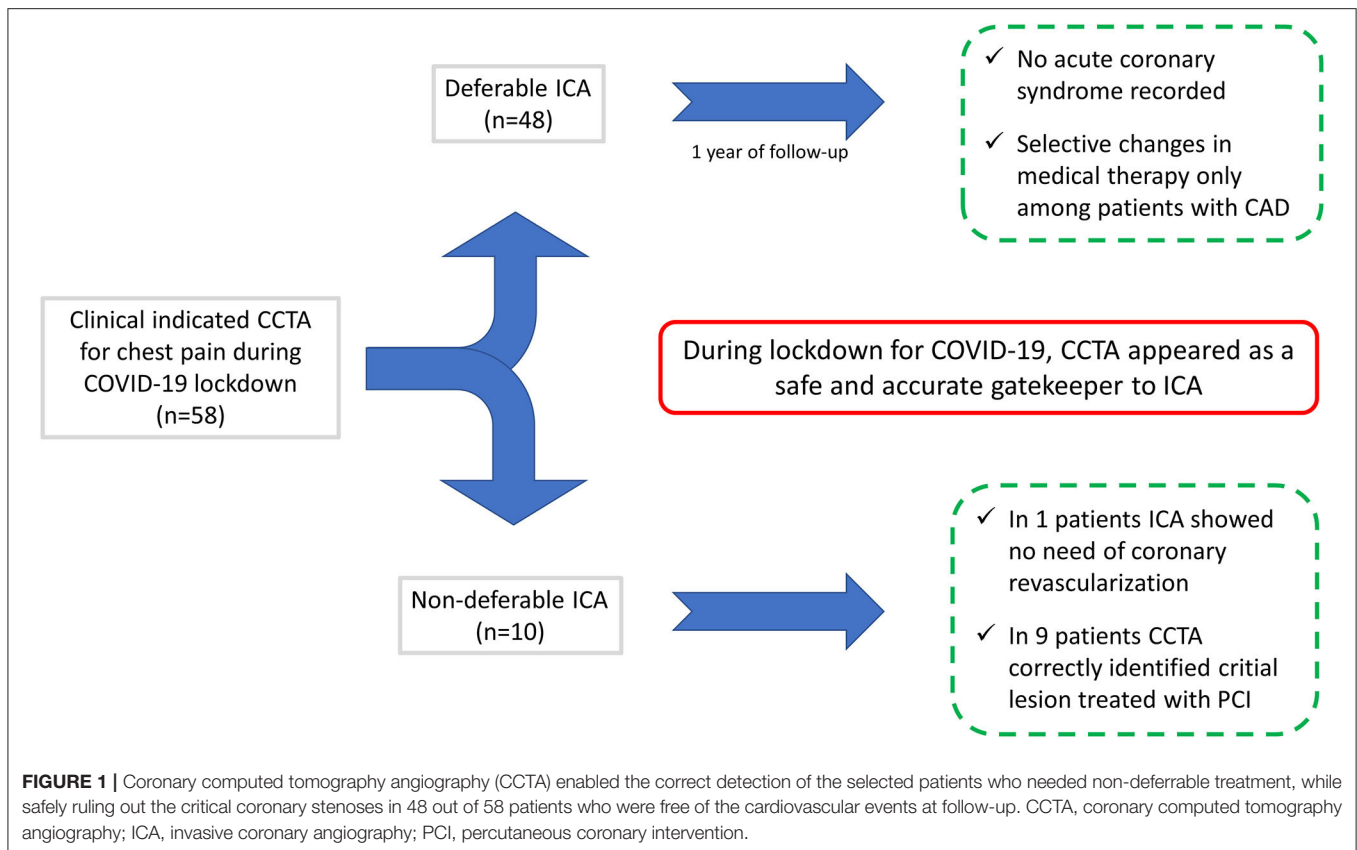 Deferable ICA
(n=48)
1 year of follow-up
✓ No acute coronary
syndrome recorded
✓ Selective changes in
medical therapy only
among patients with CAD
Clinical indicated CCTA
for chest pain during
COVID-19 lockdown
(n=58)
During lockdown for COVID-19, CCTA appeared as a
safe and accurate gatekeeper to ICA
Non-deferable ICA
(n=10)
✓ In 1 patients ICA showed
no need of coronary
revascularization
✓ In 9 patients CCTA
correctly identified critial
lesion treated with PCI
FIGURE 1 | Coronary computed tomography angiography (CCTA) enabled the correct detection of the selected patients who needed non-deferrable treatment, while
safely ruling out the critical coronary stenoses in 48 out of 58 patients who were free of the cardiovascular events at follow-up. CCTA, coronary computed tomography
angiography; ICA, invasive coronary angiography; PCI, percutaneous coronary intervention.